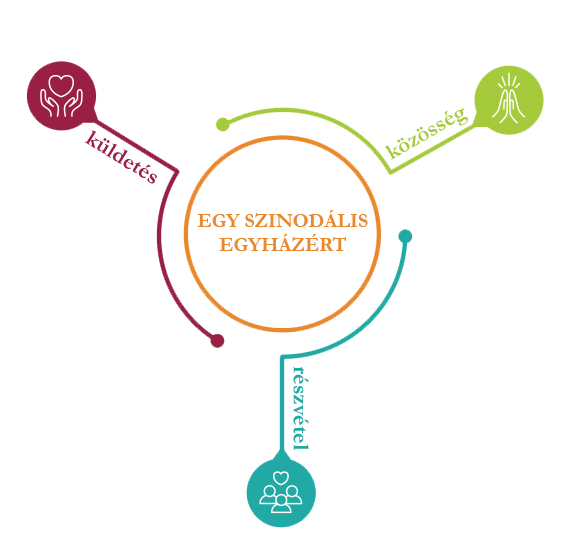 közösség
küldetés
EGY SZINODÁLIS
EGYHÁZÉRT
részvétel